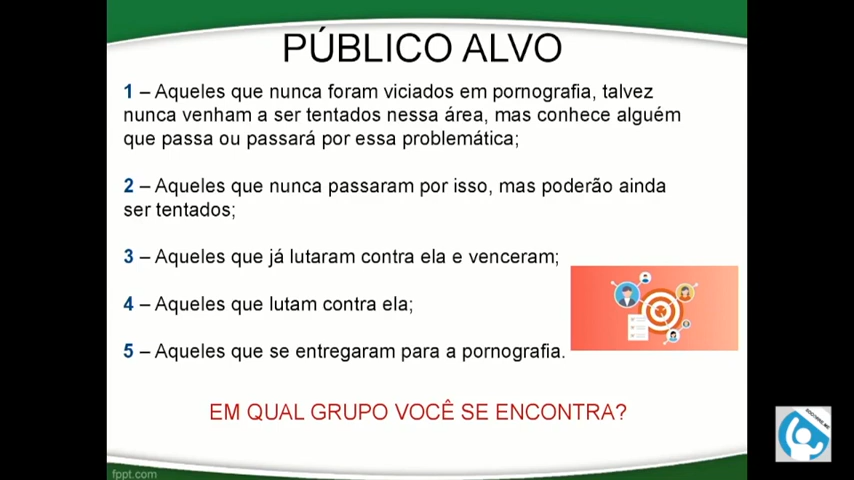 PÚBLICO ALVO
1 – Aqueles que nunca foram viciados em pornografia, talvez
nunca venham a ser tentados nessa área, mas conhece alguém
que passa ou passará por essa problemática;
2 – Aqueles que nunca passaram por isso, mas poderão ainda
ser tentados;
3 – Aqueles que já lutaram contra ela e venceram;
4 – Aqueles que lutam contra ela;
5 – Aqueles que se entregaram para a pornografia.
EM QUAL GRUPO VOCÊ SE ENCONTRA?
fppt.com